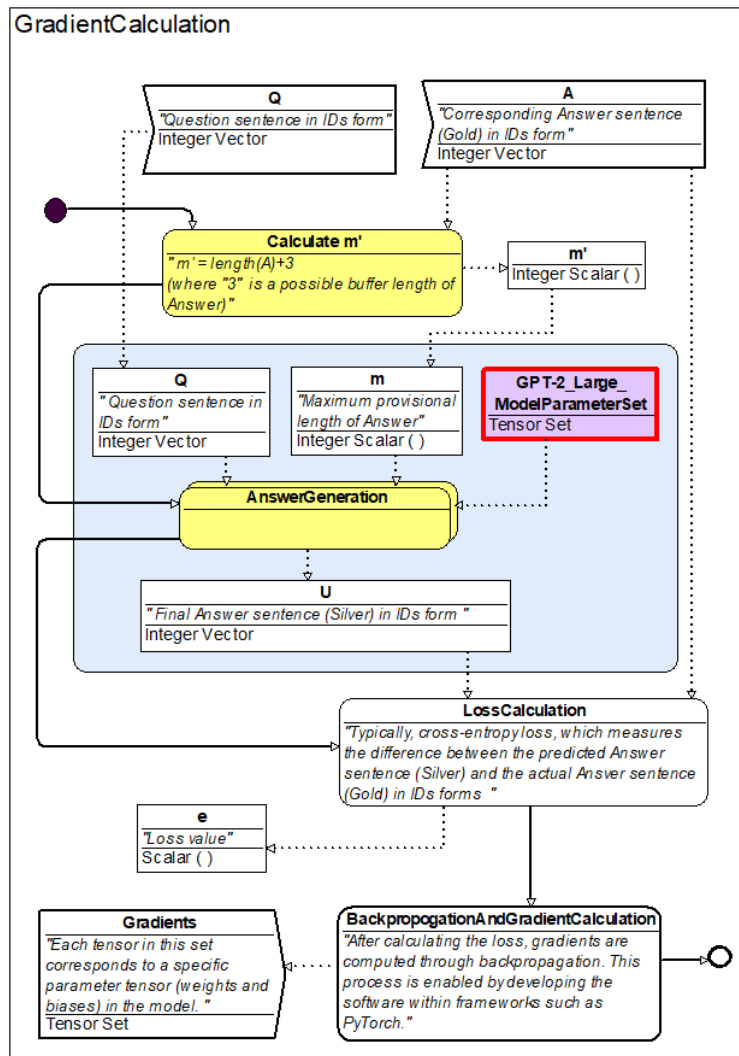 GradientCalculation
Q
"Question sentence in IDs form"
Integer Vector
A
"Corresponding Answer sentence
(Gold) in IDs form"
Integer Vector
Calculate m'
" m' = length(A)+3
(where "3" is a possible buffer length of
Answer)"
m'
Integer Scalar ( )
Q
" Question sentence in
IDs form"
Integer Vector
m
"Maximum provisional
length of Answer"
Integer Scalar ( )
GPT-2_Large_
ModelParameterSet
Tensor Set
AnswerGeneration
U
" Final Answer sentence (Silver) in IDs form "
Integer Vector
LossCalculation
"Typically, cross-entropy loss, which measures
the difference between the predicted Answer
sentence (Silver) and the actual Ansver sentence
(Gold) in IDs forms "
e
"Loss value"
Scalar ( )
Gradients
"Each tensor in this set
corresponds to a specific
parameter tensor (weights and
biases) in the model. "
Tensor Set
BackpropogationAndGradientCalculation
"After calculating the loss, gradients are
computed through backpropagation. This
process is enabled by developing the
software within frameworks such as
PyTorch."